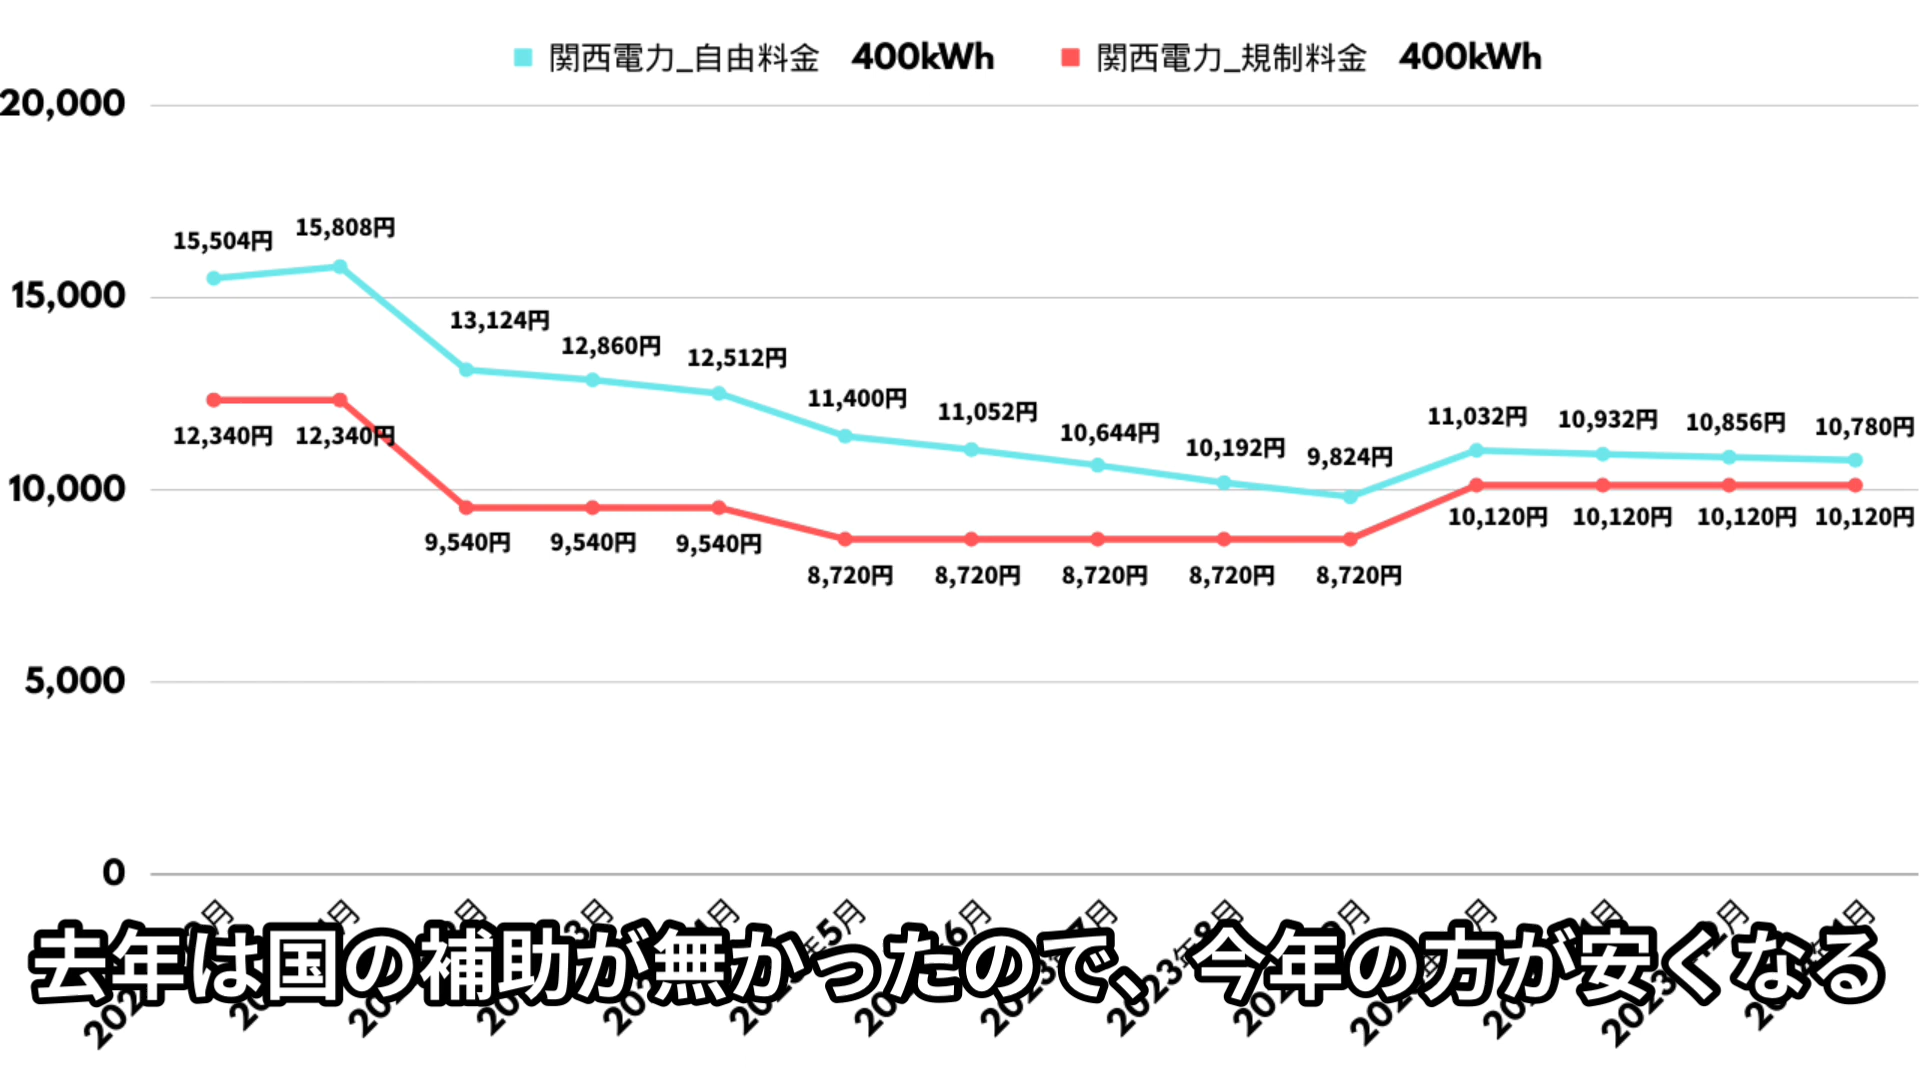 関西電力_自由料金 400kWh
関西電力_規制料金 400kWh
20,000
15,000
10,000
5,000
0
15,504円
15,808円
13,124円
12,860円
12,512円
11,400円
11,052円
10,644円
10,192円
9,824円
11,032円
10,932円
10,856円
10,780円
12,340円
12,340円
9,540円
9,540円
9,540円
8,720円
8,720円
8,720円
8,720円
8,720円
10,120円
10,120円
10,120円
10,120円
去年は国の補助が無かったので、今年の方が安くなる